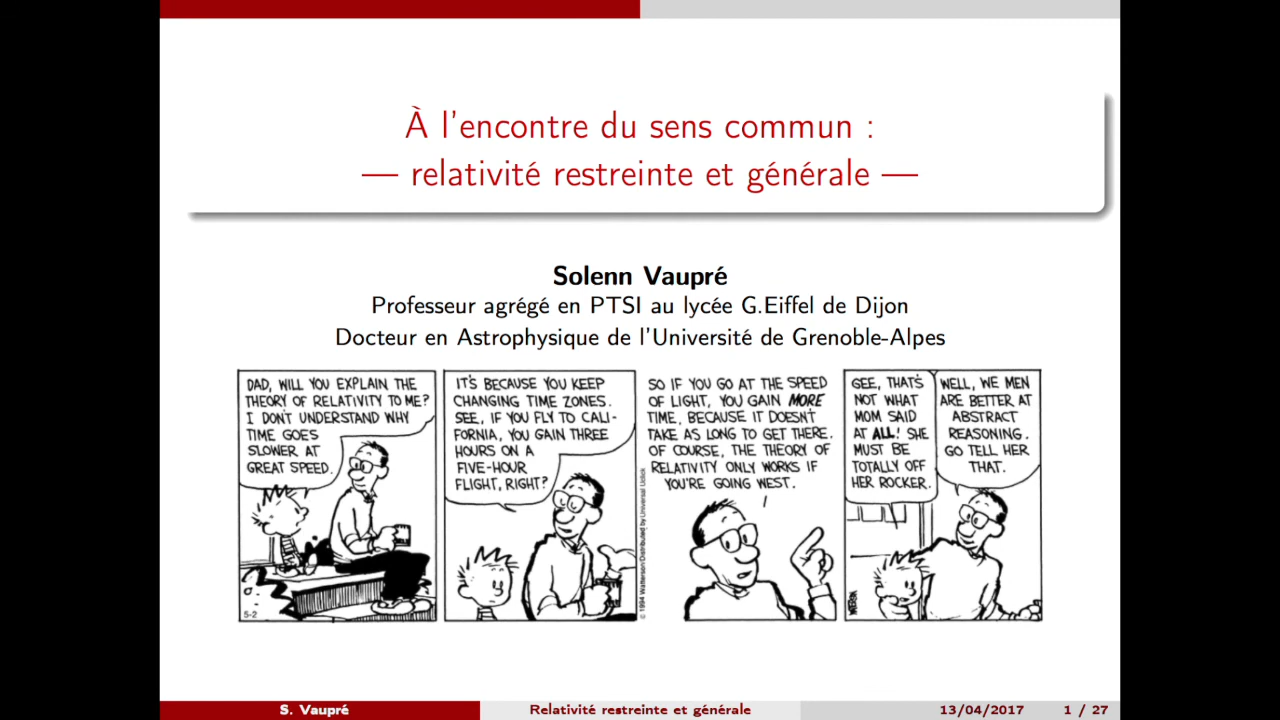 À l'encontre du sens commun :
— relativité restreinte et générale —
Solenn Vaupré
Professeur agrégé en PTSI au lycée G.Eiffel de Dijon
Docteur en Astrophysique de l'Université de Grenoble-Alpes
DAD, WILL YOU EXPLAIN THE
THEORY OF RELATIVITY TO ME?
I DON'T UNDERSTAND WHY
TIME GOES
SLOWER AT
GREAT SPEED.
5-2
IT'S BECAUSE YOU KEEP
CHANGING TIME ZONES.
SEE, IF YOU FLY TO CALI-
FORNIA, YOU GAIN THREE
HOURS ON A
FIVE-HOUR
FLIGHT, RIGHT?
© 1994 Watterson/Distributed by Universal Uclick
SO IF YOU GO AT THE SPEED
OF LIGHT, YOU GAIN MORE
TIME, BECAUSE IT DOESN'T
TAKE AS LONG TO GET THERE.
OF COURSE, THE THEORY OF
RELATIVITY ONLY WORKS IF
YOU'RE GOING WEST.
GEE, THAT'S
NOT WHAT
MOM SAID
AT ALL! SHE
MUST BE
TOTALLY OFF
HER ROCKER.
WELL, WE MEN
ARE BETTER AT
ABSTRACT
REASONING.
GO TELL HER
THAT.
S. Vaupré
Relativité restreinte et générale
13/04/2017
1 / 27